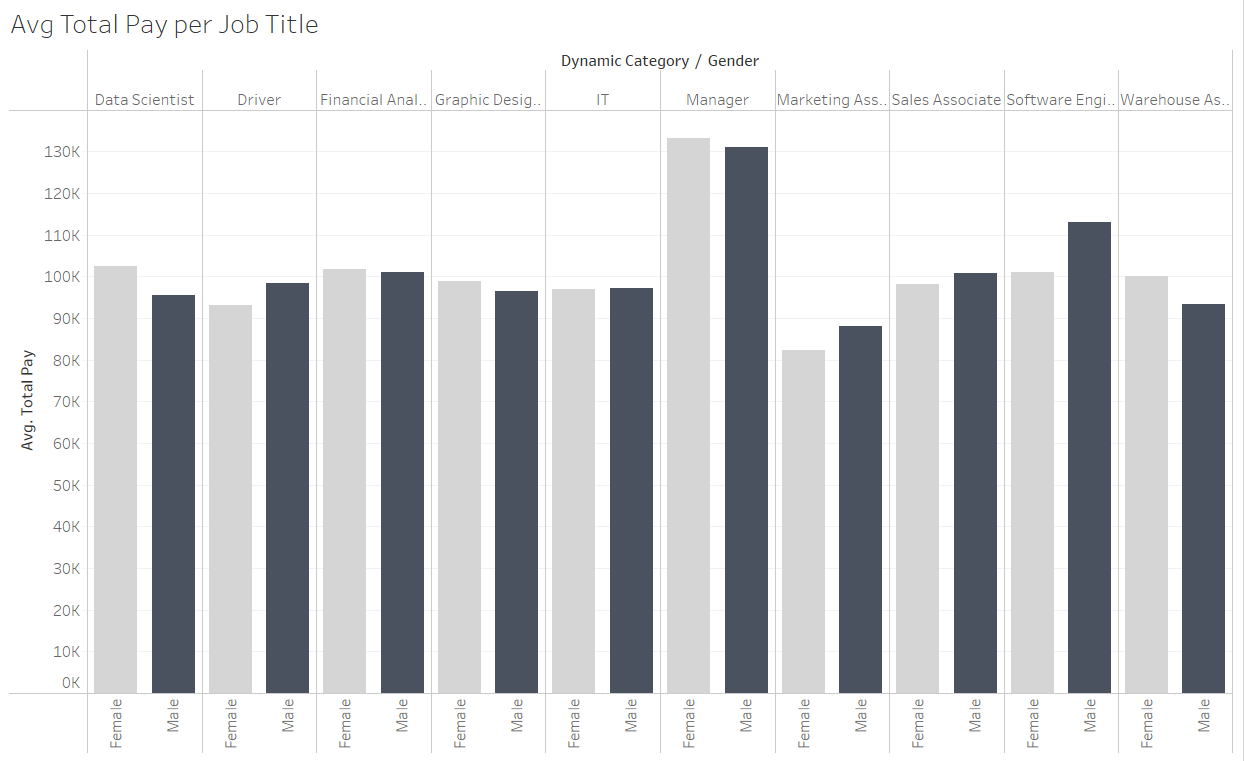 Avg Total Pay per Job Title
Dynamic Category / Gender
Data Scientist
Driver
Financial Anal..
Graphic Desig..
IT
Manager
Marketing Ass..
Sales Associate
Software Engi..
Warehouse As..
Avg. Total Pay
130K
120K
110K
100K
90K
80K
70K
60K
50K
40K
30K
20K
10K
0K
Female
Male
Female
Male
Female
Male
Female
Male
Female
Male
Female
Male
Female
Male
Female
Male
Female
Male
Female
Male